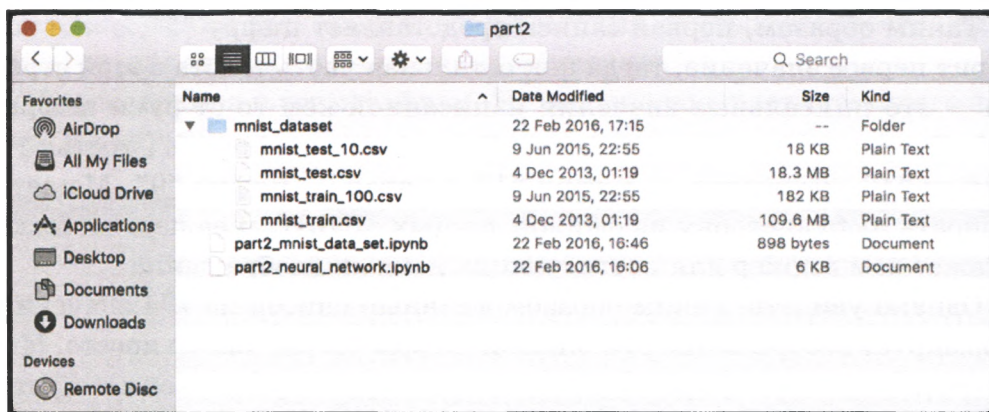 part2
Search
Favorites
AirDrop
All My Files
iCloud Drive
Applications
Desktop
Documents
Downloads
Devices
Remote Disc
Name Date Modified Size Kind
mnist_dataset 22 Feb 2016, 17:15 -- Folder
mnist_test_10.csv 9 Jun 2015, 22:55 18 KB Plain Text
mnist_test.csv 4 Dec 2013, 01:19 18.3 MB Plain Text
mnist_train_100.csv 9 Jun 2015, 22:55 182 KB Plain Text
mnist_train.csv 4 Dec 2013, 01:19 109.6 MB Plain Text
part2_mnist_data_set.ipynb 22 Feb 2016, 16:46 898 bytes Document
part2_neural_network.ipynb 22 Feb 2016, 16:06 6 KB Document